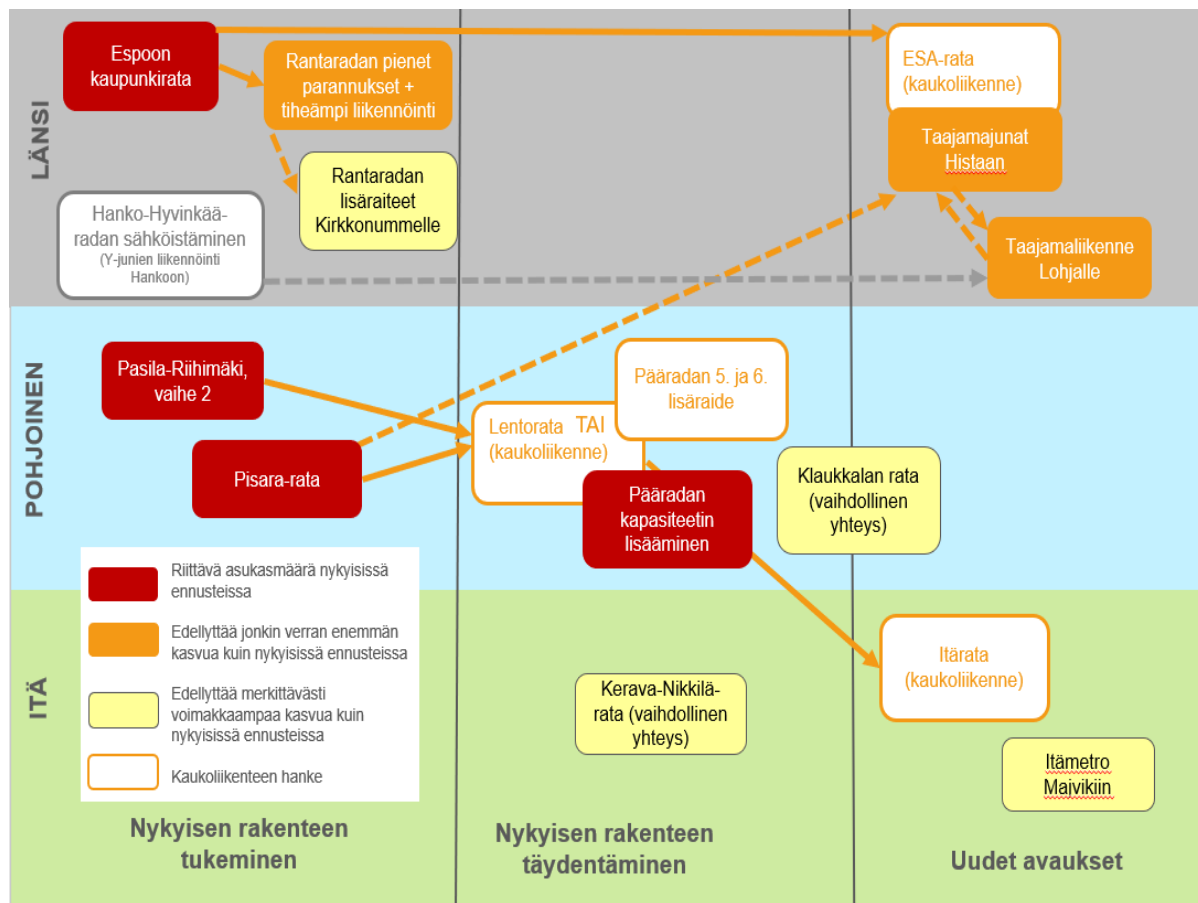 LÄNSI
Espoon
kaupunkirata
Rantaradan pienet
parannukset +
tiheämpi liikennöinti
Rantaradan
lisäraiteet
Kirkkonummelle
Hanko-Hyvinkää-
radan sähköistäminen
(Y-junien liikennöinti
Hankoon)
ESA-rata
(kaukoliikenne)
Taajamajunat
Histaan
Taajamaliikenne
Lohjalle
POHJOINEN
Pasila-Riihimäki,
vaihe 2
Pisara-rata
Lentorata TAI
(kaukoliikenne)
Pääradan 5. ja 6.
lisäraide
Pääradan
kapasiteetin
lisääminen
Klaukkalan rata
(vaihdollinen
yhteys)
ITÄ
Riittävä asukasmäärä nykyisissä
ennusteissa
Edellyttää jonkin verran enemmän
kasvua kuin nykyisissä ennusteissa
Edellyttää merkittävästi
voimakkaampaa kasvua kuin
nykyisissä ennusteissa
Kaukoliikenteen hanke
Kerava-Nikkilä-
rata (vaihdollinen
yhteys)
Itärata
(kaukoliikenne)
Itämetro
Majvikiin
Nykyisen rakenteen
tukeminen
Nykyisen rakenteen
täydentäminen
Uudet avaukset